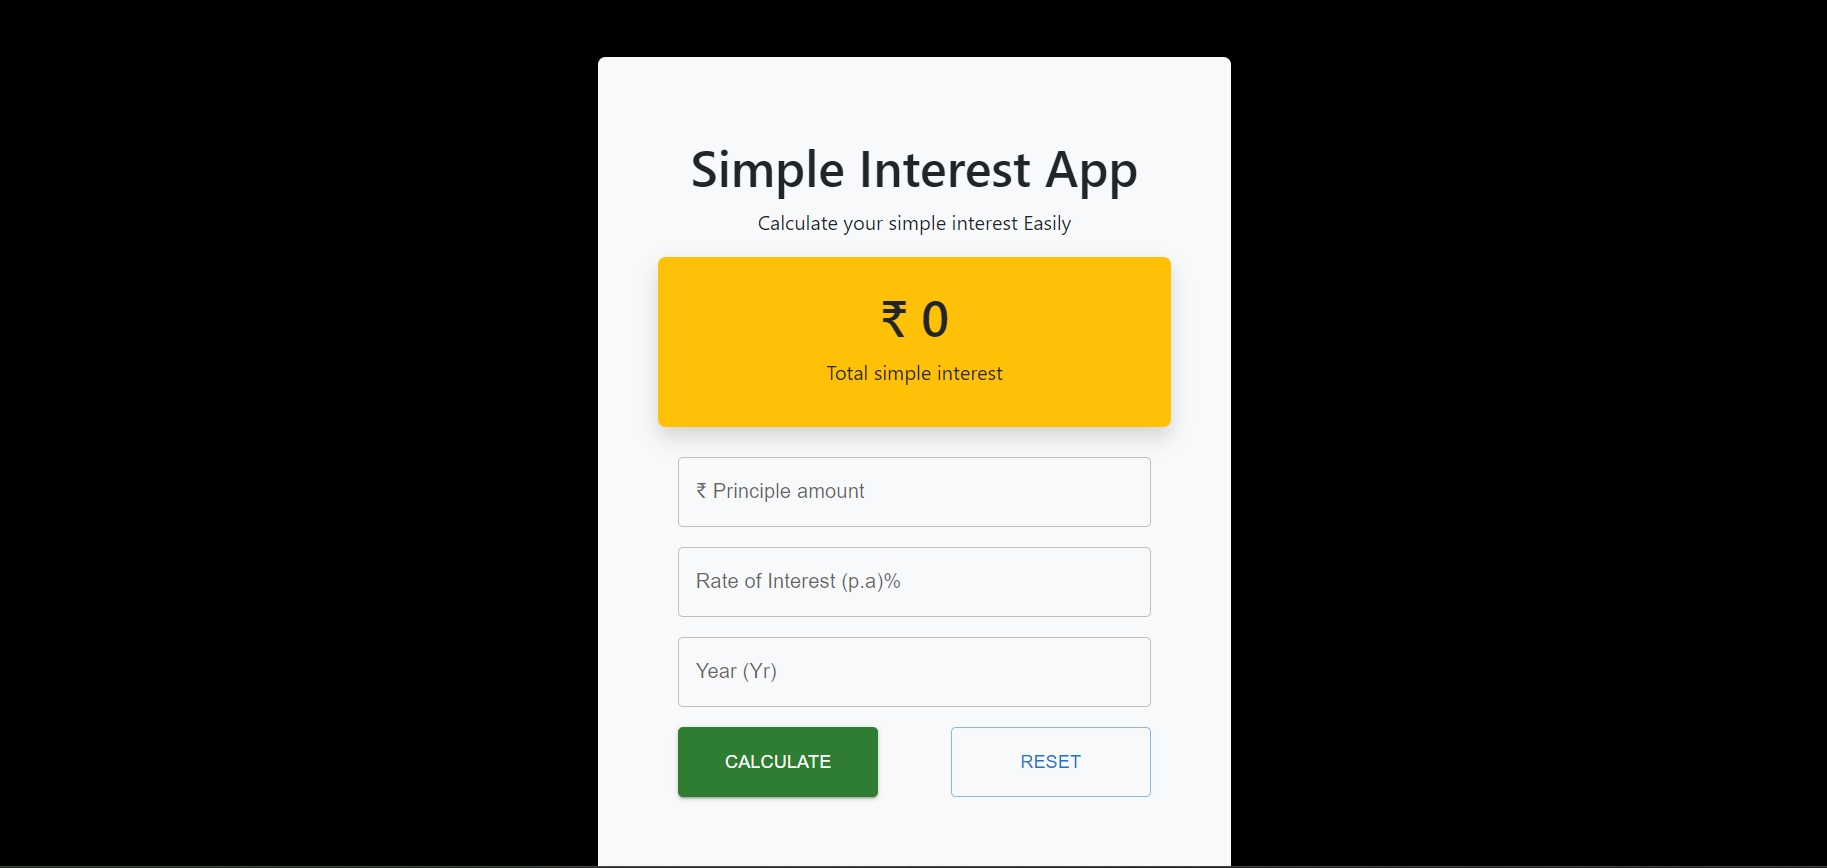 Simple Interest App
Calculate your simple interest Easily
₹ 0
Total simple interest
₹ Principle amount
Rate of Interest (p.a)%
Year (Yr)
CALCULATE
RESET